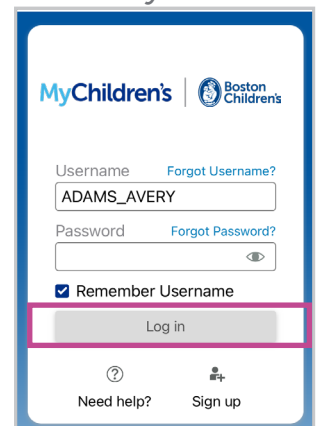 MyChildren's
Boston
Children's
Username Forgot Username?
ADAMS_AVERY
Password Forgot Password?
Remember Username
Log in
Need help? Sign up